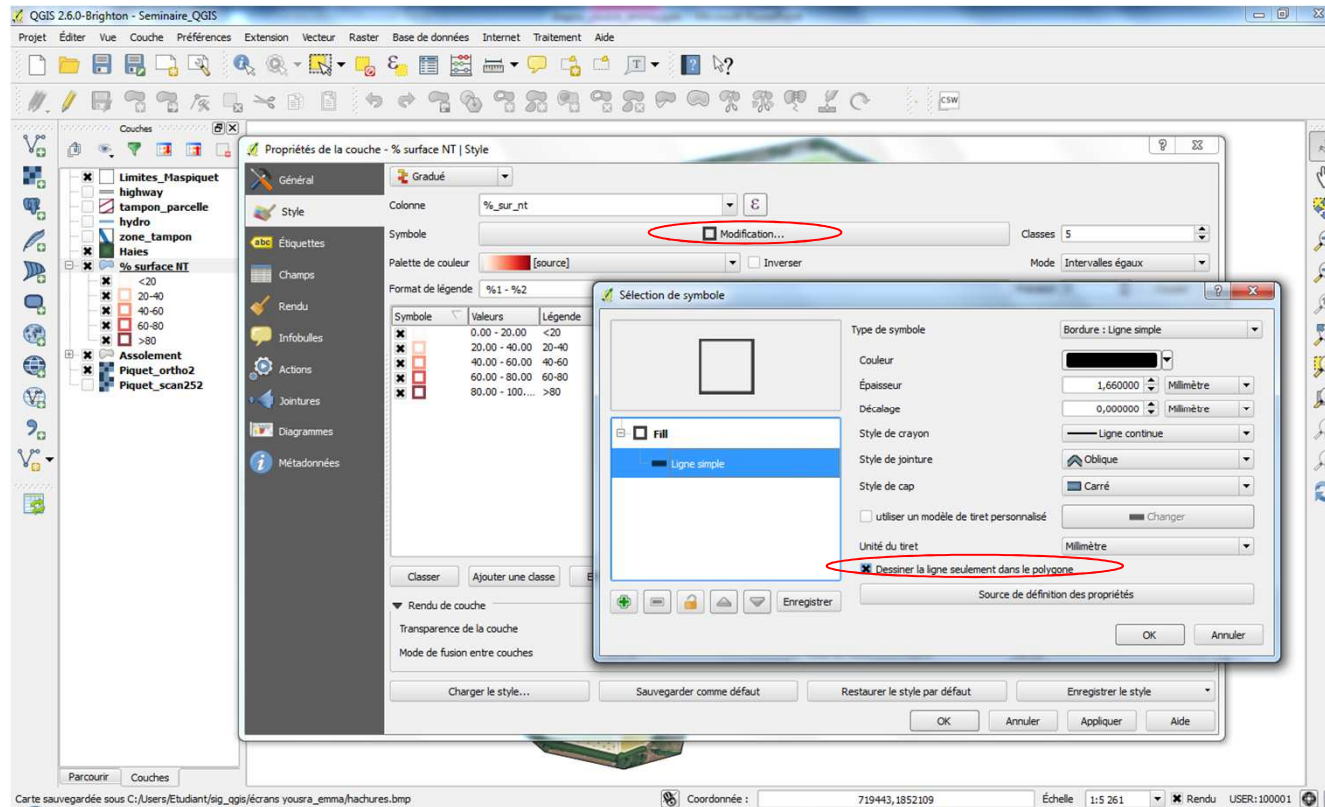 QGIS 2.6.0-Brighton - Seminaire_QGIS
Projet Éditer Vue Couche Préférences Extension Vecteur Raster Base de données Internet Traitement Aide
CSW
Couches
Limites_Maspiquet
highway
tampon_parcelle
hydro
zone_tampon
Haies
% surface NT
<20
20-40
40-60
60-80
>80
Assolement
Piquet_ortho2
Piquet_scan252
Parcourir Couches
Propriétés de la couche - % surface NT | Style
Général
Style
Étiquettes
Champs
Rendu
Infobulles
Actions
Jointures
Diagrammes
Métadonnées
Gradué
Colonne %_sur_nt ε
Symbole Modification... Classes 5
Palette de couleur [source] Inverser Mode Intervalles égaux
Format de légende %1 - %2
Symbole Valeurs Légende
0.00 - 20.00 <20
20.00 - 40.00 20-40
40.00 - 60.00 40-60
60.00 - 80.00 60-80
80.00 - 100.... >80
Classer Ajouter une classe
Rendu de couche
Transparence de la couche
Mode de fusion entre couches
Charger le style... Sauvegarder comme défaut Restaurer le style par défaut Enregistrer le style
OK Annuler Appliquer Aide
Sélection de symbole
Type de symbole Bordure : Ligne simple
Couleur
Épaisseur 1,660000 Millimètre
Décalage 0,000000 Millimètre
Style de crayon Ligne continue
Style de jointure Oblique
Style de cap Carré
utiliser un modèle de tiret personnalisé Changer
Unité du tiret Millimètre
Dessiner la ligne seulement dans le polygone
Source de définition des propriétés
Fill
Ligne simple
Enregistrer
OK Annuler
Carte sauvegardée sous C:/Users/Etudiant/sig_qgis/écrans yousra_emma/hachures.bmp Coordonnée : 719443,1852109 Échelle 1:5 261 Rendu USER:100001